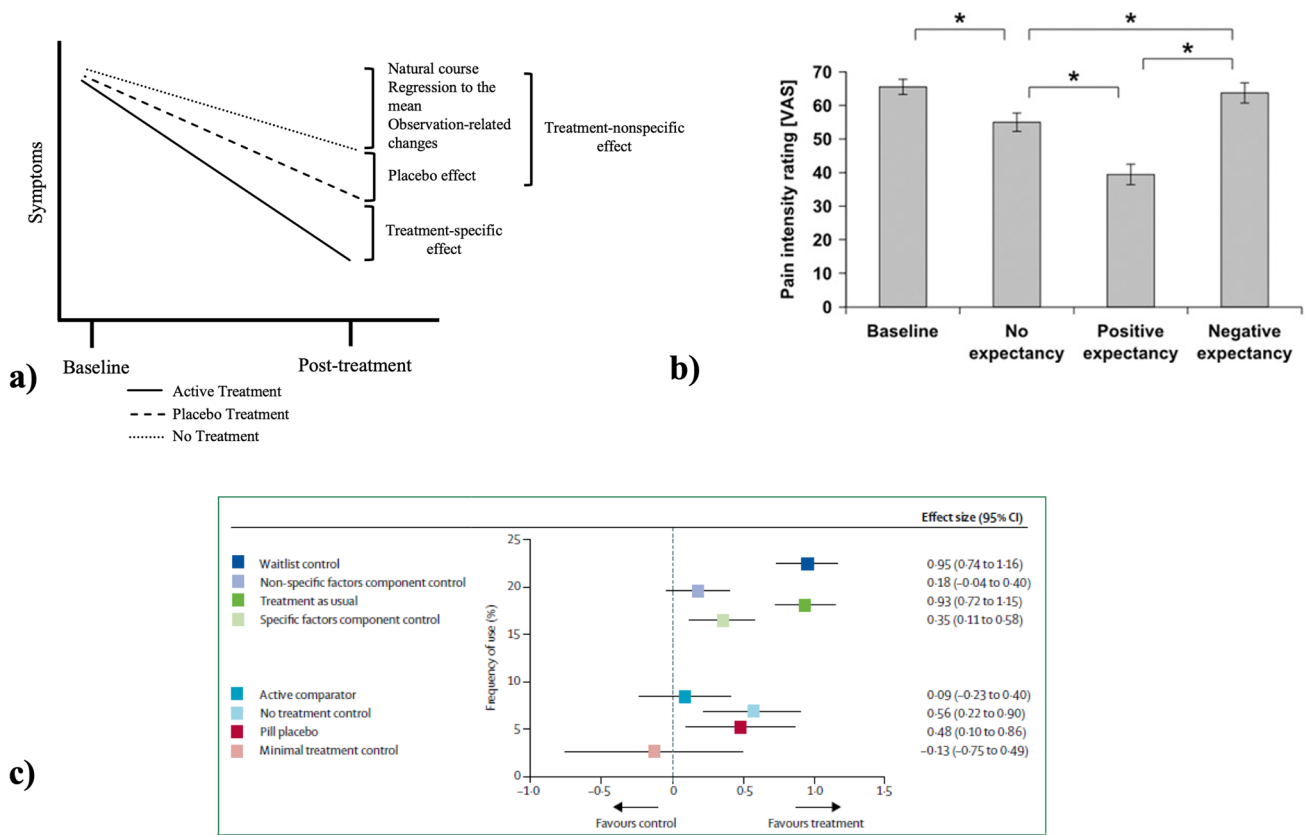 Symptoms
Natural course
Regression to the
mean
Observation-related
changes
Treatment-nonspecific
effect
Placebo effect
Treatment-specific
effect
Baseline
Post-treatment
a)
Active Treatment
Placebo Treatment
No Treatment
* *
* *
Pain intensity rating [VAS]
70
60
50
40
30
20
10
0
Baseline
No
expectancy
Positive
expectancy
Negative
expectancy
b)
Effect size (95% CI)
Waitlist control 0·95 (0·74 to 1·16)
Non-specific factors component control 0·18 (–0·04 to 0·40)
Treatment as usual 0·93 (0·72 to 1·15)
Specific factors component control 0·35 (0·11 to 0·58)
Active comparator 0·09 (–0·23 to 0·40)
No treatment control 0·56 (0·22 to 0·90)
Pill placebo 0·48 (0·10 to 0·86)
Minimal treatment control –0·13 (–0·75 to 0·49)
Frequency of use (%)
25
20
15
10
5
0
–1·0 –0·5 0 0·5 1·0 1·5
Favours control Favours treatment
c)